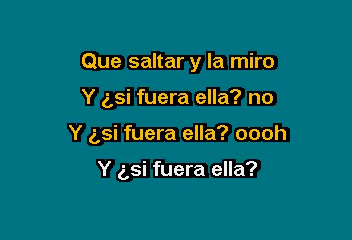 Que saltar y la miro
Y ¿si fuera ella? no
Y ¿si fuera ella? oooh
Y ¿si fuera ella?